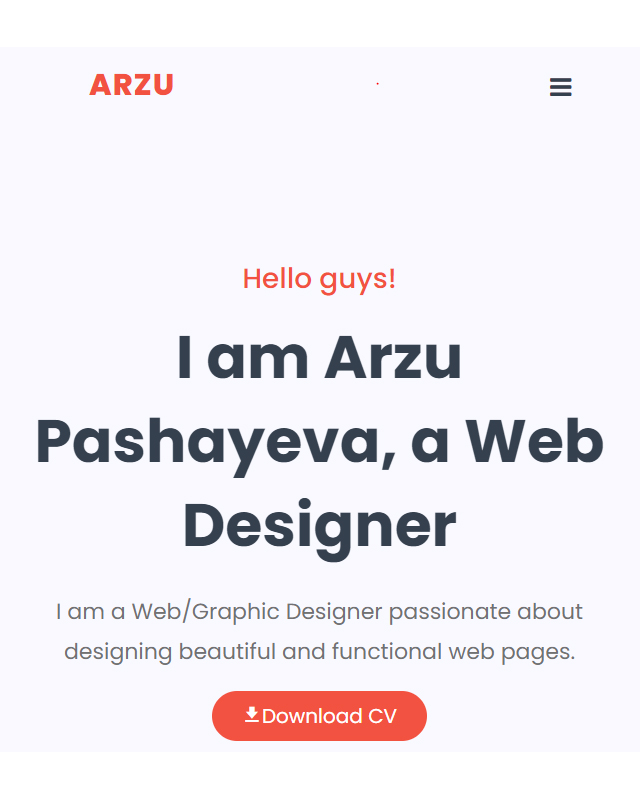 ARZU
Hello guys!
I am Arzu
Pashayeva, a Web
Designer
I am a Web/Graphic Designer passionate about
designing beautiful and functional web pages.
Download CV